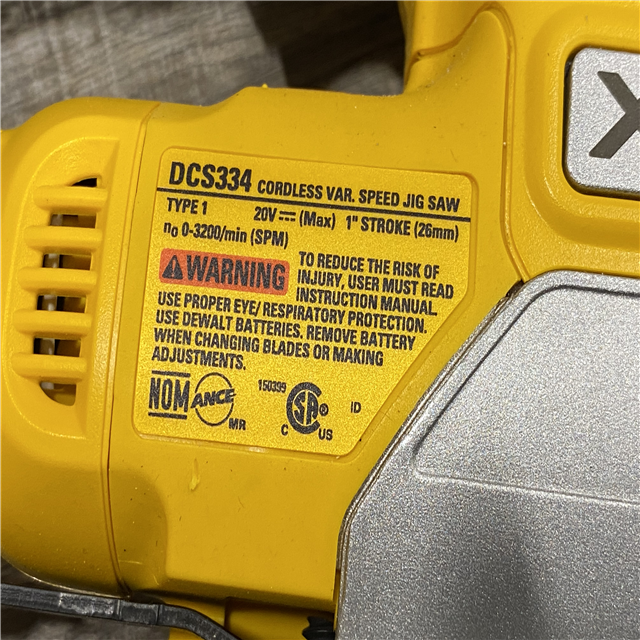 DCS334 CORDLESS VAR. SPEED JIG SAW
TYPE 1 20V⎓(Max) 1" STROKE (26mm)
n₀ 0-3200/min (SPM)
⚠WARNING
TO REDUCE THE RISK OF
INJURY, USER MUST READ
INSTRUCTION MANUAL.
USE PROPER EYE/ RESPIRATORY PROTECTION.
USE DEWALT BATTERIES. REMOVE BATTERY
WHEN CHANGING BLADES OR MAKING
ADJUSTMENTS.
NOM ANCE MR
150399 C SA® US ID
X